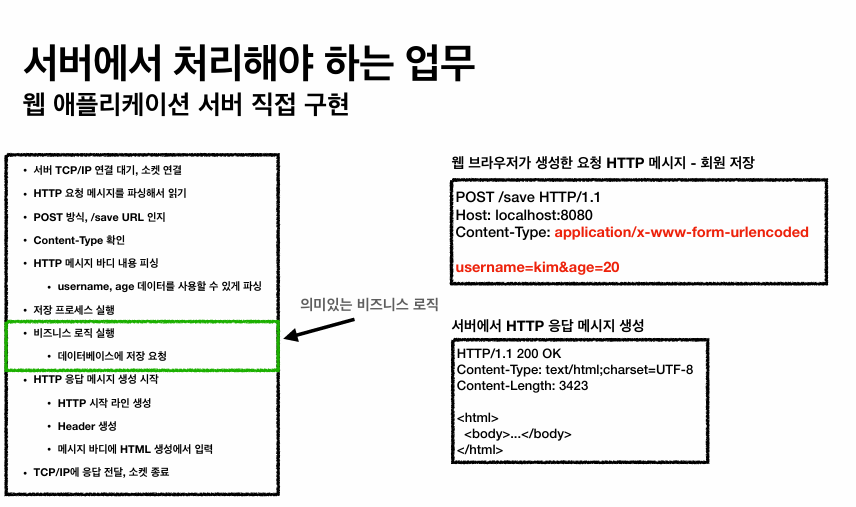 서버에서 처리해야 하는 업무
웹 애플리케이션 서버 직접 구현
• 서버 TCP/IP 연결 대기, 소켓 연결
• HTTP 요청 메시지를 파싱해서 읽기
• POST 방식, /save URL 인지
• Content-Type 확인
• HTTP 메시지 바디 내용 피싱
• username, age 데이터를 사용할 수 있게 파싱
• 저장 프로세스 실행
• 비즈니스 로직 실행
• 데이터베이스에 저장 요청
• HTTP 응답 메시지 생성 시작
• HTTP 시작 라인 생성
• Header 생성
• 메시지 바디에 HTML 생성에서 입력
• TCP/IP에 응답 전달, 소켓 종료
의미있는 비즈니스 로직
웹 브라우저가 생성한 요청 HTTP 메시지 - 회원 저장
POST /save HTTP/1.1
Host: localhost:8080
Content-Type: application/x-www-form-urlencoded
username=kim&age=20
서버에서 HTTP 응답 메시지 생성
HTTP/1.1 200 OK
Content-Type: text/html;charset=UTF-8
Content-Length: 3423
<html>
<body>...</body>
</html>